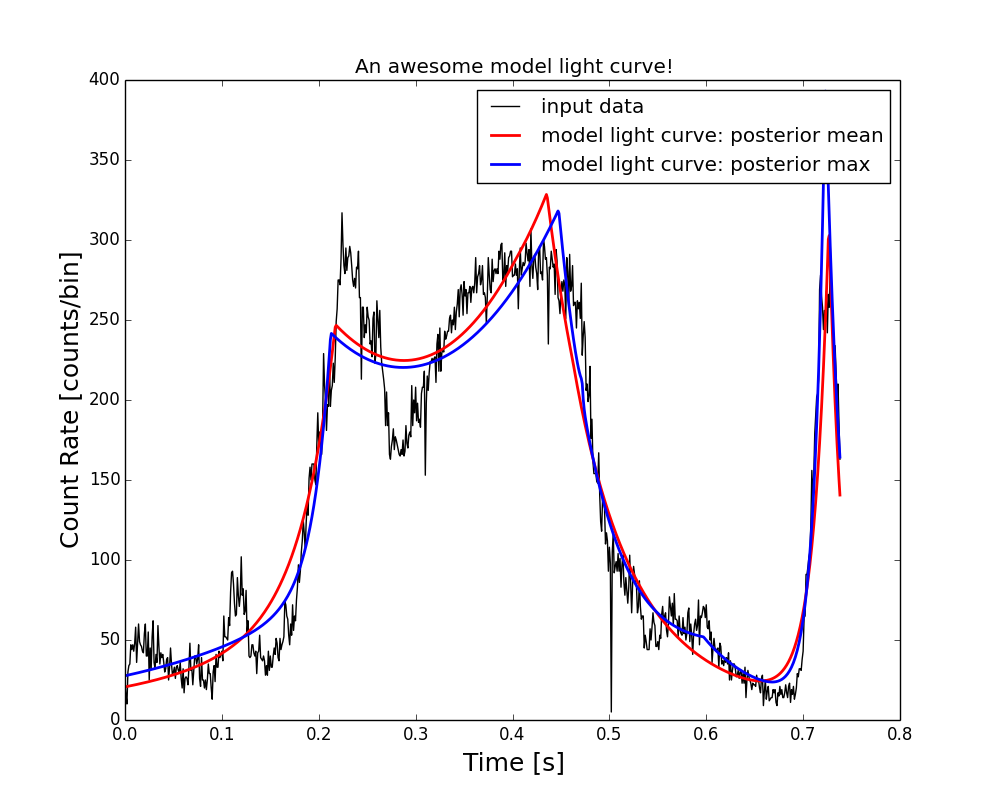 An awesome model light curve!
input data
model light curve: posterior mean
model light curve: posterior max
400
350
300
250
200
150
100
50
0
Count Rate [counts/bin]
0.0 0.1 0.2 0.3 0.4 0.5 0.6 0.7 0.8
Time [s]